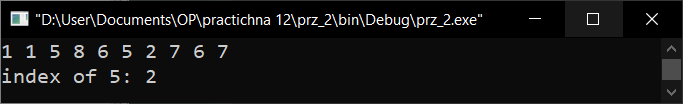 "D:\User\Documents\OP\practichna 12\prz_2\bin\Debug\prz_2.exe"
1 1 5 8 6 5 2 7 6 7
index of 5: 2